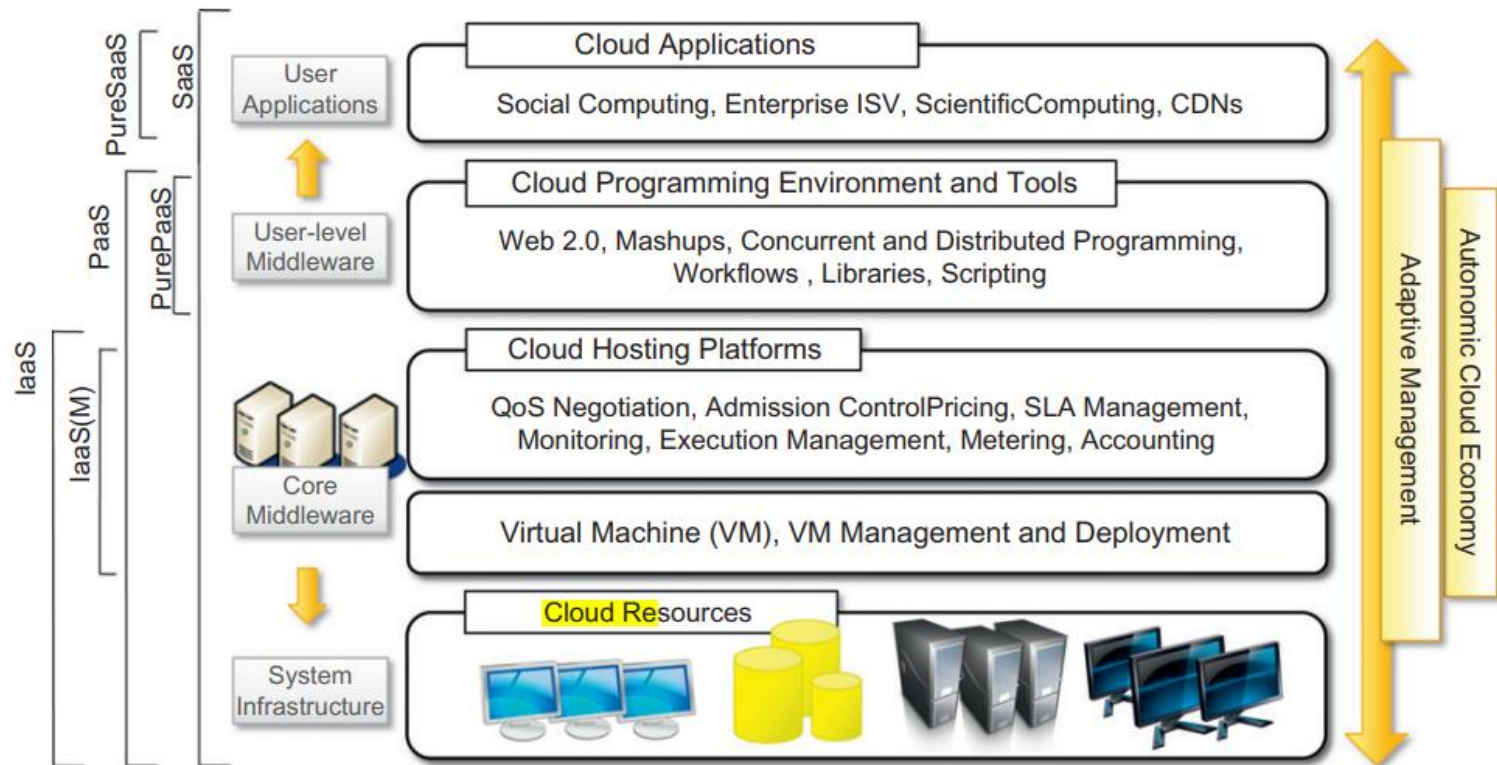 PureSaaS
SaaS
User
Applications
Cloud Applications
Social Computing, Enterprise ISV, ScientificComputing, CDNs
PaaS
PurePaaS
User-level
Middleware
Cloud Programming Environment and Tools
Web 2.0, Mashups, Concurrent and Distributed Programming,
Workflows , Libraries, Scripting
IaaS
IaaS(M)
Core
Middleware
Cloud Hosting Platforms
QoS Negotiation, Admission ControlPricing, SLA Management,
Monitoring, Execution Management, Metering, Accounting
Virtual Machine (VM), VM Management and Deployment
System
Infrastructure
Cloud Resources
Adaptive Management
Autonomic Cloud Economy